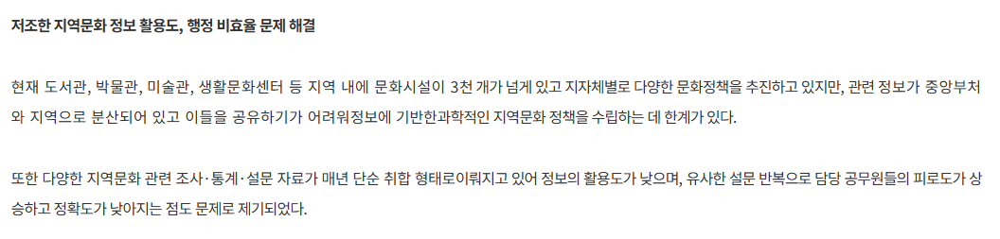 저조한 지역문화 정보 활용도, 행정 비효율 문제 해결
현재 도서관, 박물관, 미술관, 생활문화센터 등 지역 내에 문화시설이 3천 개가 넘게 있고 지자체별로 다양한 문화정책을 추진하고 있지만, 관련 정보가 중앙부처
와 지역으로 분산되어 있고 이들을 공유하기가 어려워정보에 기반한과학적인 지역문화 정책을 수립하는 데 한계가 있다.
또한 다양한 지역문화 관련 조사·통계·설문 자료가 매년 단순 취합 형태로이뤄지고 있어 정보의 활용도가 낮으며, 유사한 설문 반복으로 담당 공무원들의 피로도가 상
승하고 정확도가 낮아지는 점도 문제로 제기되었다.